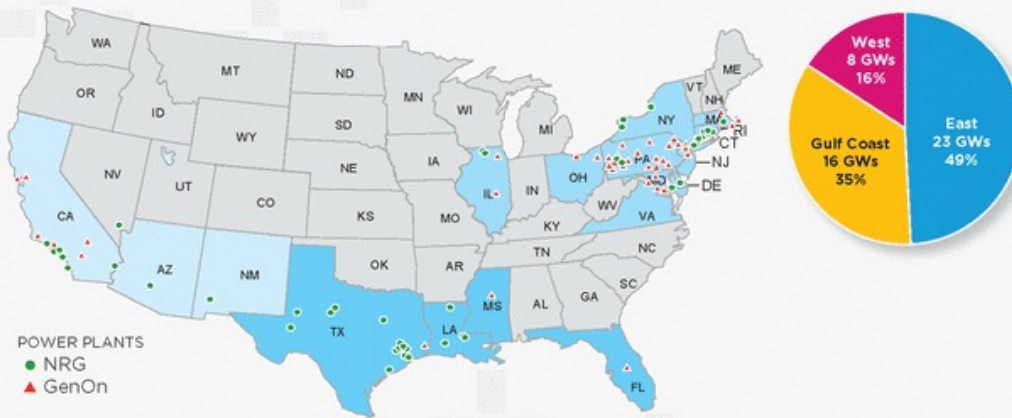 WA
MT
ND
MN
ME
VT
NH
OR
ID
WY
SD
WI
MI
NY
MA
RI
CT
NJ
NV
UT
CO
NE
IA
IL
IN
OH
PA
MD
DE
CA
KS
MO
WV
VA
KY
AZ
NM
OK
AR
TN
NC
SC
TX
LA
MS
AL
GA
FL
POWER PLANTS
NRG
GenOn
West
8 GWs
16%
East
23 GWs
49%
Gulf Coast
16 GWs
35%